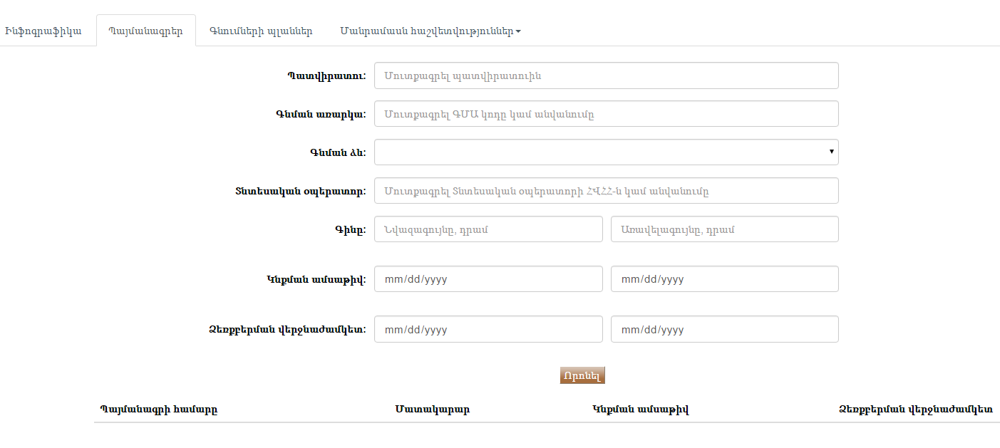 Ինֆոգրաֆիկա Պայմանագրեր Գնումների պլաններ Մանրամասն հաշվետվություններ
Պատվիրատու: Մուտքագրել պատվիրատուին
Գնման առարկա: Մուտքագրել ԳՄԱ կոդը կամ անվանումը
Գնման ձև:
Տնտեսական օպերատոր: Մուտքագրել Տնտեսական օպերատորի ՀՎՀՀ-ն կամ անվանումը
Գինը: Նվազագույնը, դրամ Առավելագույնը, դրամ
Կնքման ամսաթիվ: mm/dd/yyyy mm/dd/yyyy
Ձեռքբերման վերջնաժամկետ: mm/dd/yyyy mm/dd/yyyy
Որոնել
Պայմանագրի համարը Մատակարար Կնքման ամսաթիվ Ձեռքբերման վերջնաժամկետ